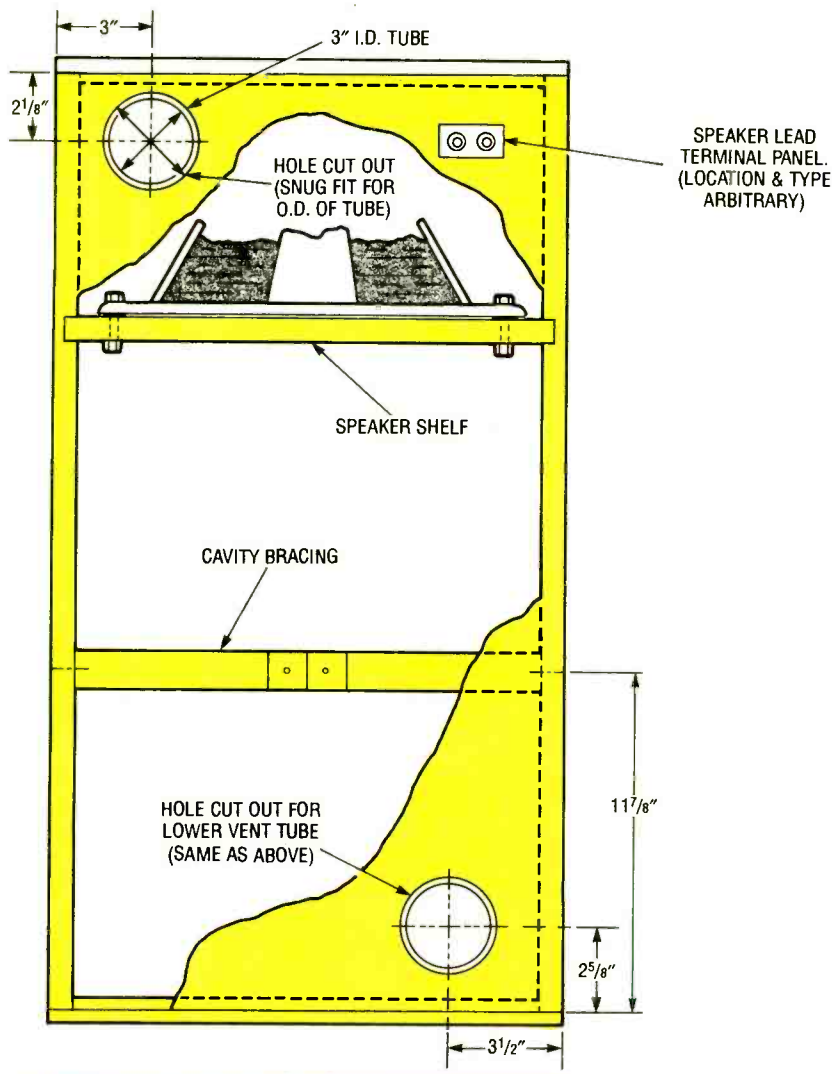 3"
3" I.D. TUBE
2 1/8"
HOLE CUT OUT
(SNUG FIT FOR
O.D. OF TUBE)
SPEAKER LEAD
TERMINAL PANEL.
(LOCATION & TYPE
ARBITRARY)
SPEAKER SHELF
CAVITY BRACING
HOLE CUT OUT FOR
LOWER VENT TUBE
(SAME AS ABOVE)
11 7/8"
2 5/8"
3 1/2"